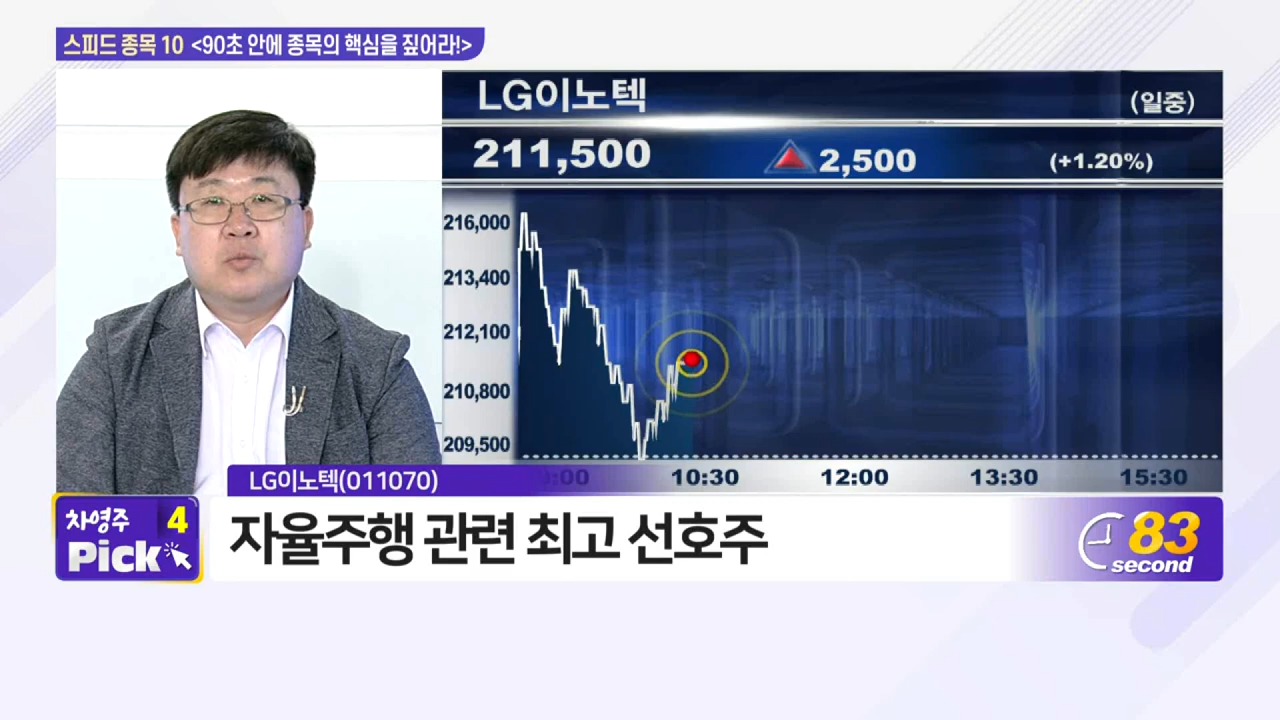 스피드 종목 10 <90초 안에 종목의 핵심을 짚어라!>
LG이노텍
(일중)
211,500
2,500
(+1.20%)
216,000
213,400
212,100
210,800
209,500
10:30
12:00
13:30
15:30
LG이노텍(011070)
차영주 4
Pick
자율주행 관련 최고 선호주
83
second